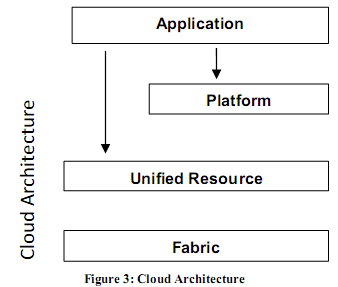 Application
Platform
Cloud Architecture
Unified Resource
Fabric
Figure 3: Cloud Architecture